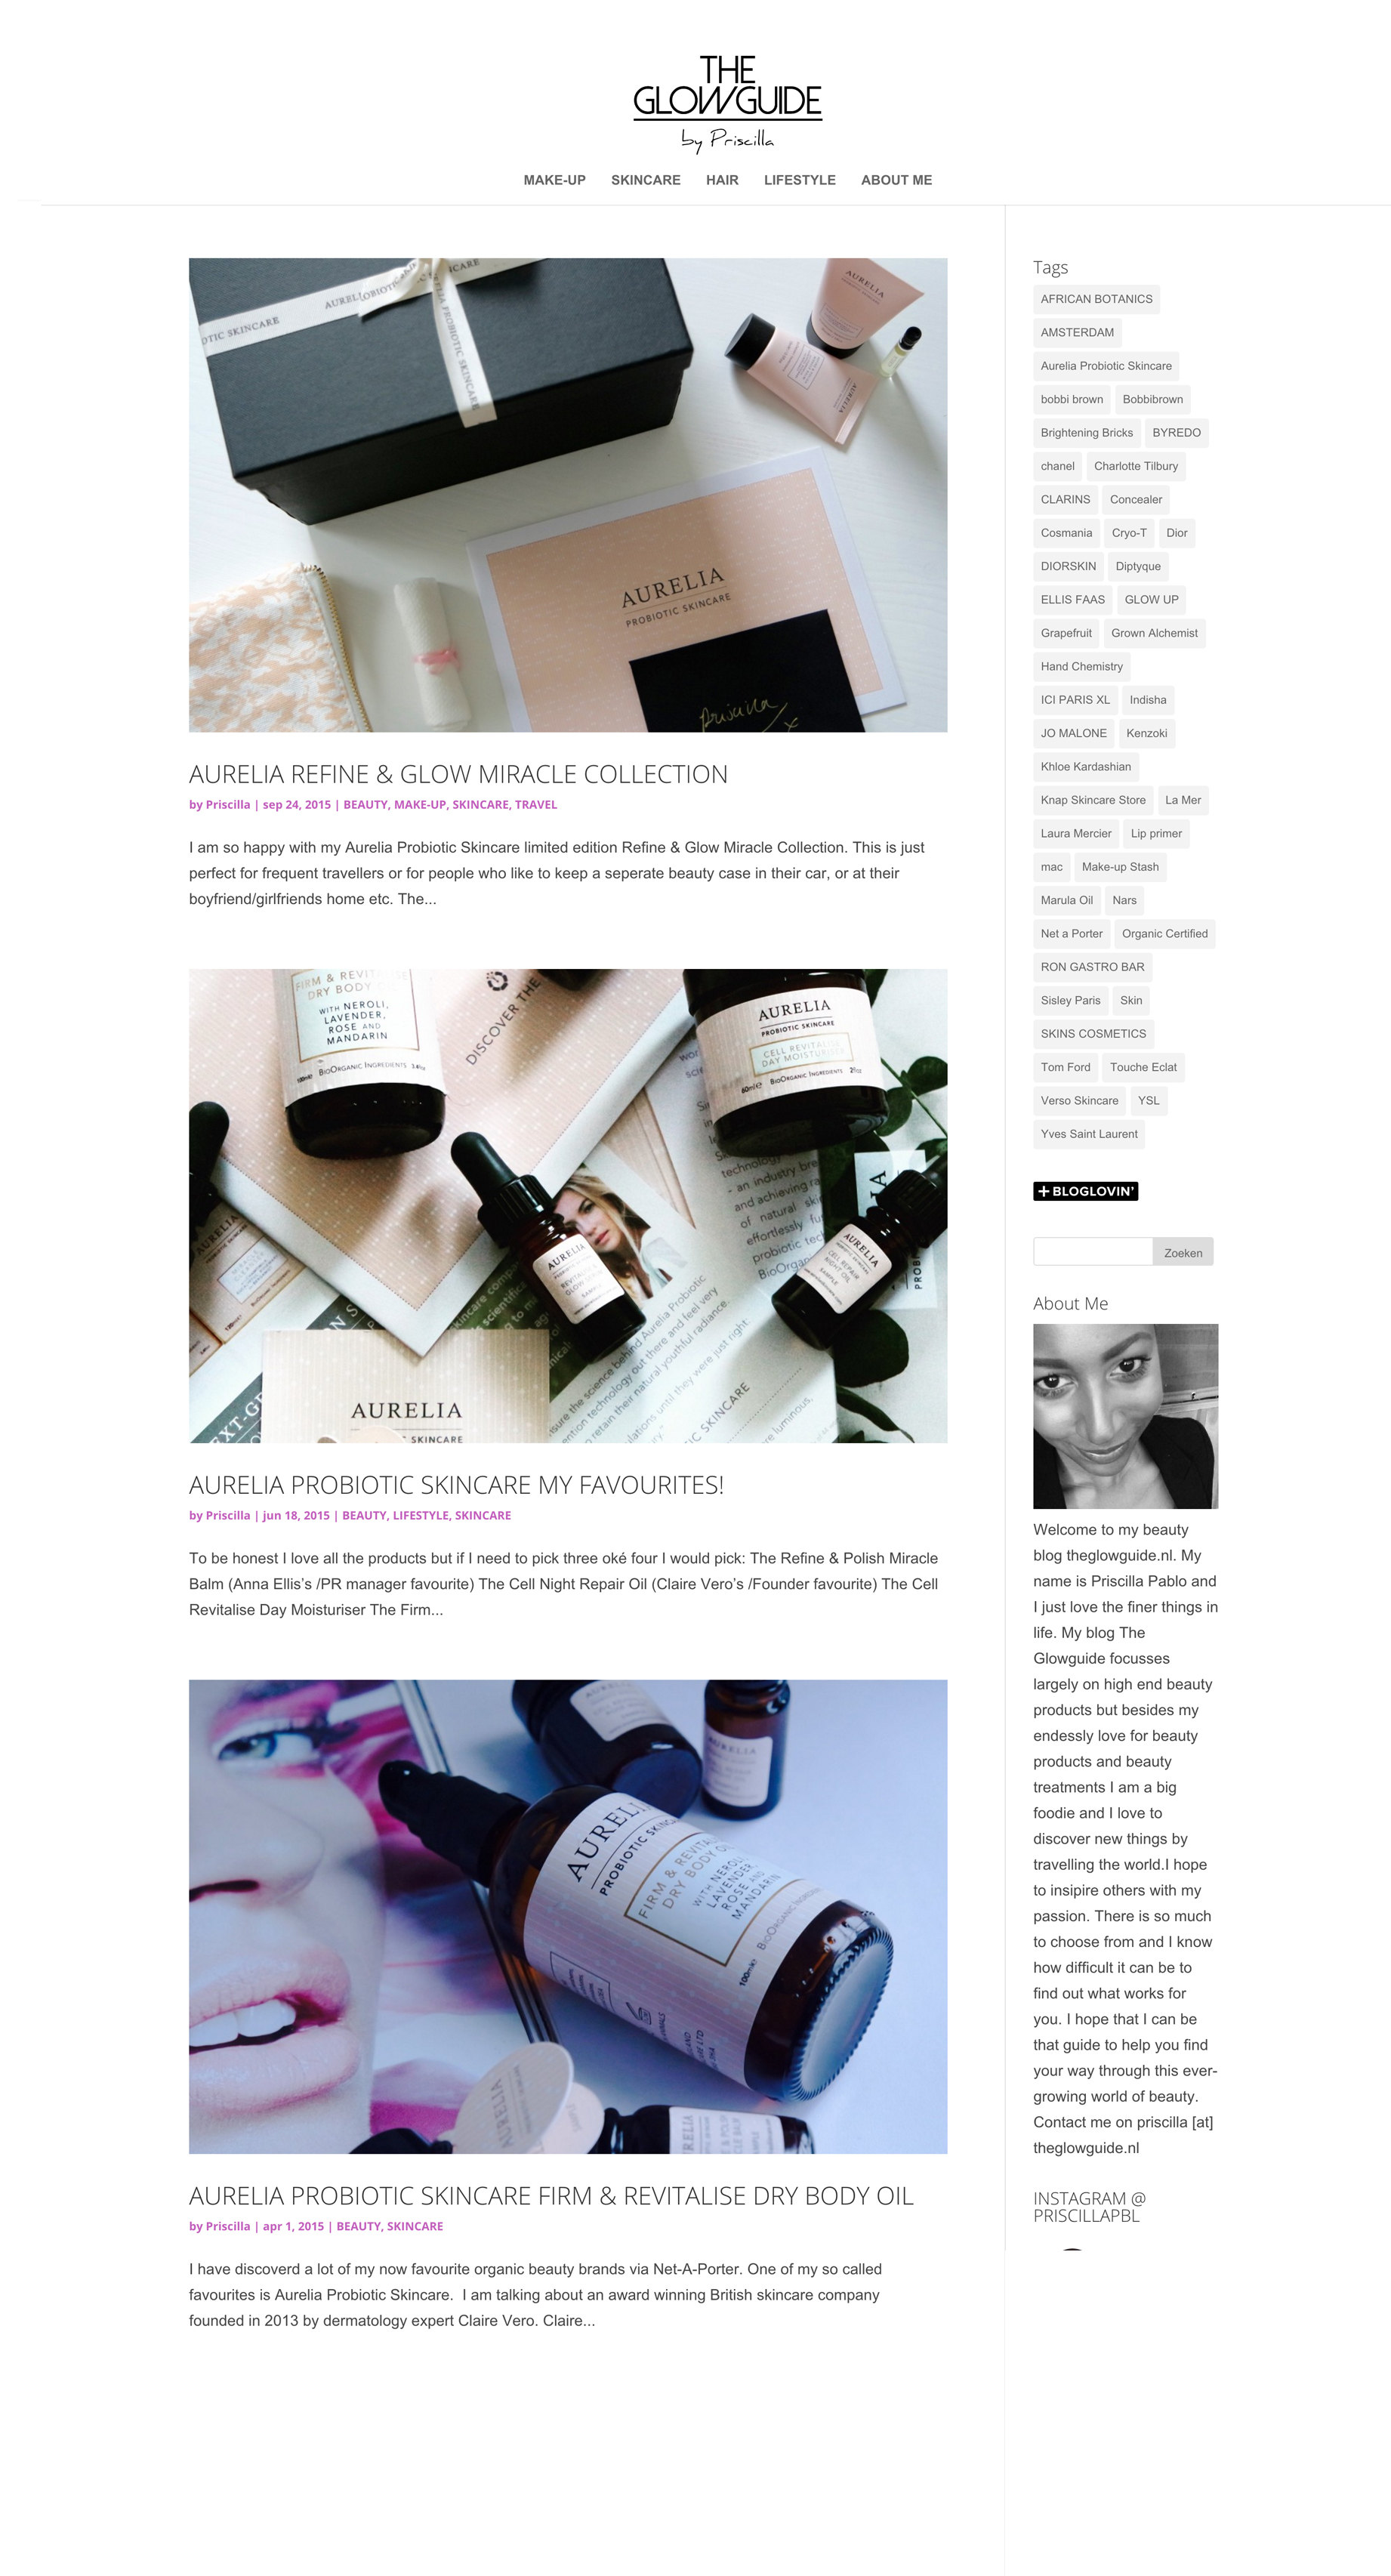 THE
GLOWGUIDE
by Priscilla
MAKE-UP SKINCARE HAIR LIFESTYLE ABOUT ME
AURELIA
PROBIOTIC SKINCARE
Priscilla x
AURELIA REFINE & GLOW MIRACLE COLLECTION
by Priscilla | sep 24, 2015 | BEAUTY, MAKE-UP, SKINCARE, TRAVEL
I am so happy with my Aurelia Probiotic Skincare limited edition Refine & Glow Miracle Collection. This is just
perfect for frequent travellers or for people who like to keep a seperate beauty case in their car, or at their
boyfriend/girlfriends home etc. The...
FIRM & REVITALISE
DRY BODY OIL
WITH NEROLI,
LAVENDER,
ROSE AND
MANDARIN
BIOORGANIC INGREDIENTS
DISCOVER THE
AURELIA
PROBIOTIC SKINCARE
CELL REVITALISE
DAY MOISTURISER
60ml BIOORGANIC INGREDIENTS
AURELIA
AURELIA
CELL REPAIR
NIGHT OIL
AURELIA
SKINCARE
AURELIA PROBIOTIC SKINCARE MY FAVOURITES!
by Priscilla | jun 18, 2015 | BEAUTY, LIFESTYLE, SKINCARE
To be honest I love all the products but if I need to pick three oké four I would pick: The Refine & Polish Miracle
Balm (Anna Ellis’s /PR manager favourite) The Cell Night Repair Oil (Claire Vero’s /Founder favourite) The Cell
Revitalise Day Moisturiser The Firm...
AURELIA
PROBIOTIC SKINCARE
FIRM & REVITALISE
DRY BODY OIL
WITH NEROLI,
LAVENDER,
ROSE AND
MANDARIN
100ml BIOORGANIC INGREDIENTS
AURELIA PROBIOTIC SKINCARE FIRM & REVITALISE DRY BODY OIL
by Priscilla | apr 1, 2015 | BEAUTY, SKINCARE
I have discoverd a lot of my now favourite organic beauty brands via Net-A-Porter. One of my so called
favourites is Aurelia Probiotic Skincare.  I am talking about an award winning British skincare company
founded in 2013 by dermatology expert Claire Vero. Claire...
Tags
AFRICAN BOTANICS
AMSTERDAM
Aurelia Probiotic Skincare
bobbi brown Bobbibrown
Brightening Bricks BYREDO
chanel Charlotte Tilbury
CLARINS Concealer
Cosmania Cryo-T Dior
DIORSKIN Diptyque
ELLIS FAAS GLOW UP
Grapefruit Grown Alchemist
Hand Chemistry
ICI PARIS XL Indisha
JO MALONE Kenzoki
Khloe Kardashian
Knap Skincare Store La Mer
Laura Mercier Lip primer
mac Make-up Stash
Marula Oil Nars
Net a Porter Organic Certified
RON GASTRO BAR
Sisley Paris Skin
SKINS COSMETICS
Tom Ford Touche Eclat
Verso Skincare YSL
Yves Saint Laurent
+ BLOGLOVIN’
Zoeken
About Me
Welcome to my beauty
blog theglowguide.nl. My
name is Priscilla Pablo and
I just love the finer things in
life. My blog The
Glowguide focusses
largely on high end beauty
products but besides my
endessly love for beauty
products and beauty
treatments I am a big
foodie and I love to
discover new things by
travelling the world.I hope
to insipire others with my
passion. There is so much
to choose from and I know
how difficult it can be to
find out what works for
you. I hope that I can be
that guide to help you find
your way through this ever-
growing world of beauty.
Contact me on priscilla [at]
theglowguide.nl
INSTAGRAM @
PRISCILLAPBL